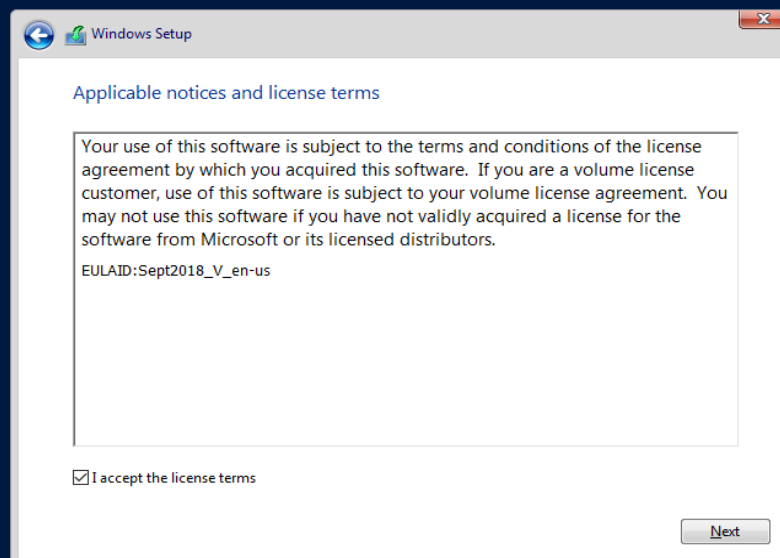 Windows Setup
Applicable notices and license terms
Your use of this software is subject to the terms and conditions of the license
agreement by which you acquired this software.  If you are a volume license
customer, use of this software is subject to your volume license agreement.  You
may not use this software if you have not validly acquired a license for the
software from Microsoft or its licensed distributors.
EULAID:Sept2018_V_en-us
I accept the license terms
Next